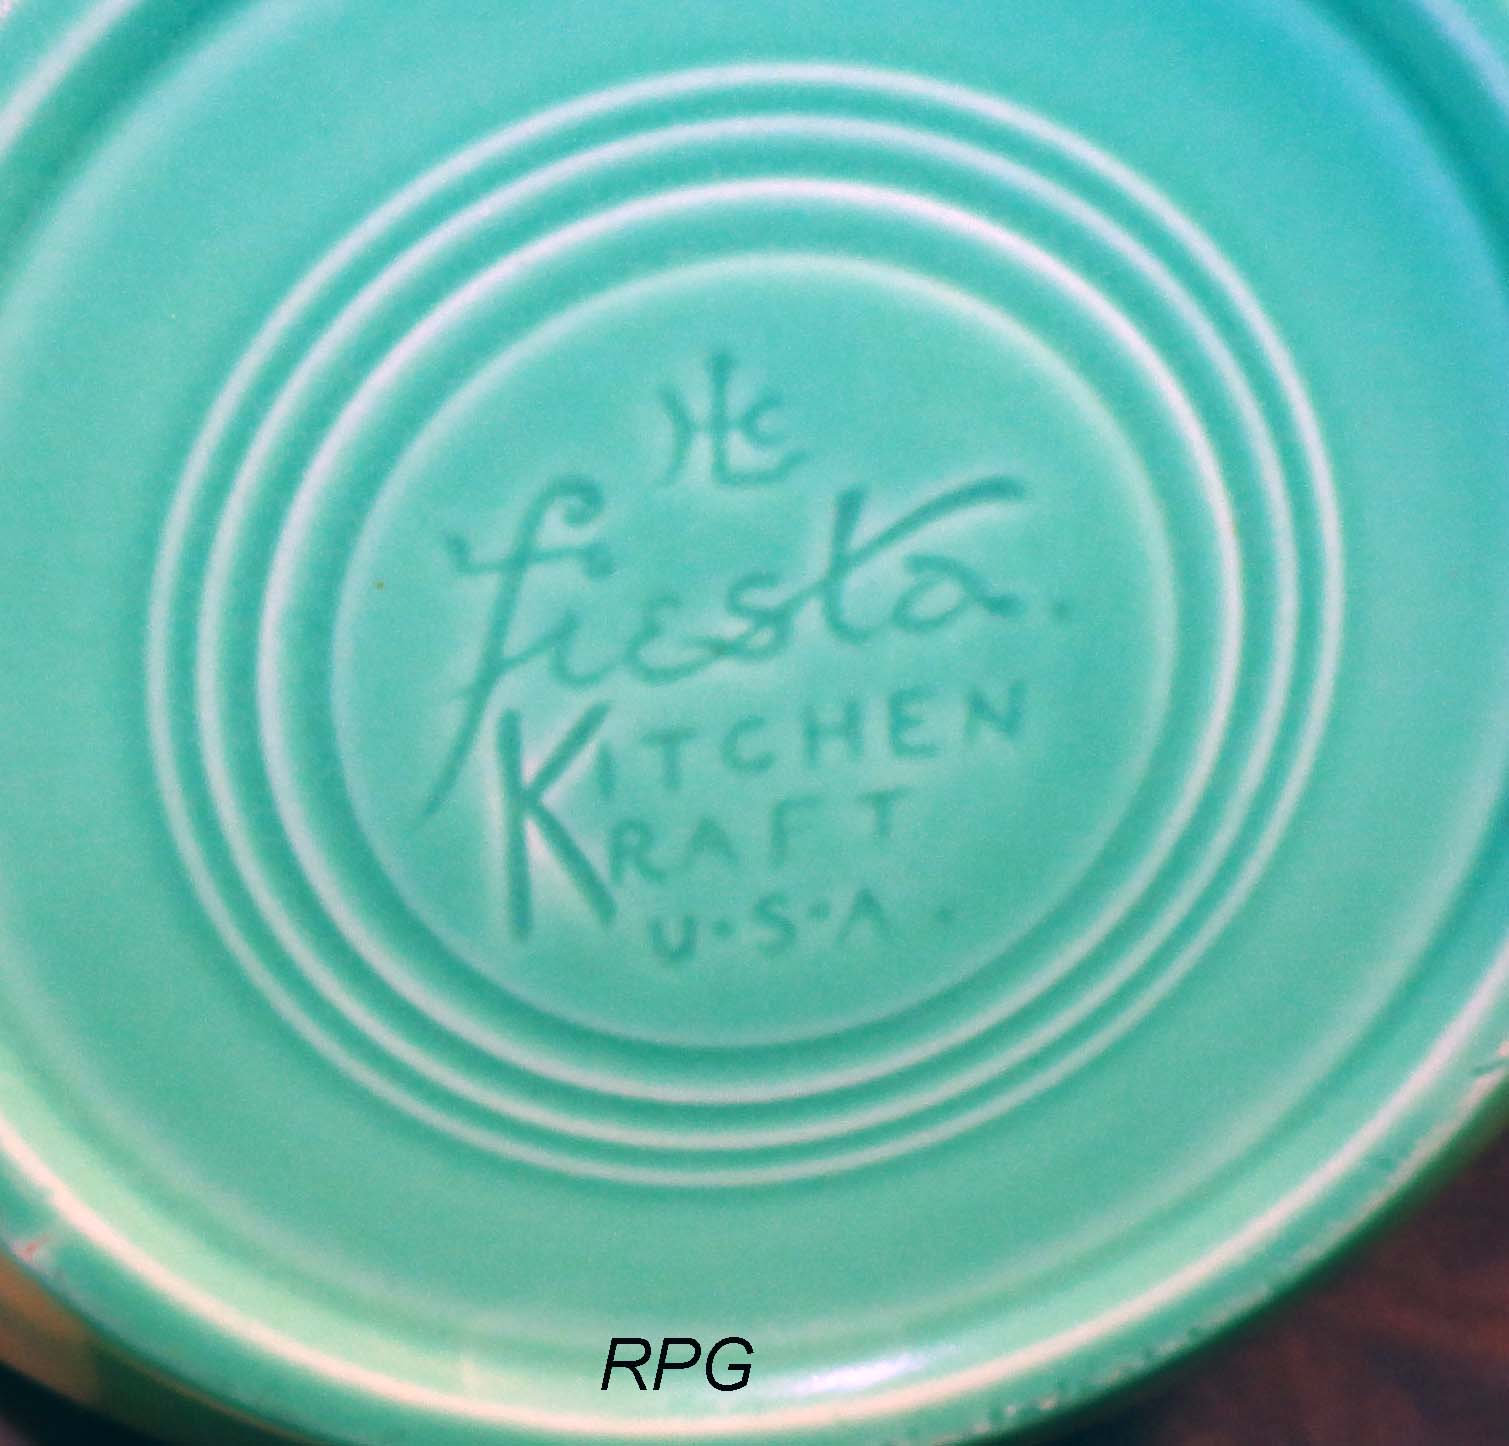 HLC
fiesta.
KITCHEN
KRAFT
U·S·A·
RPG